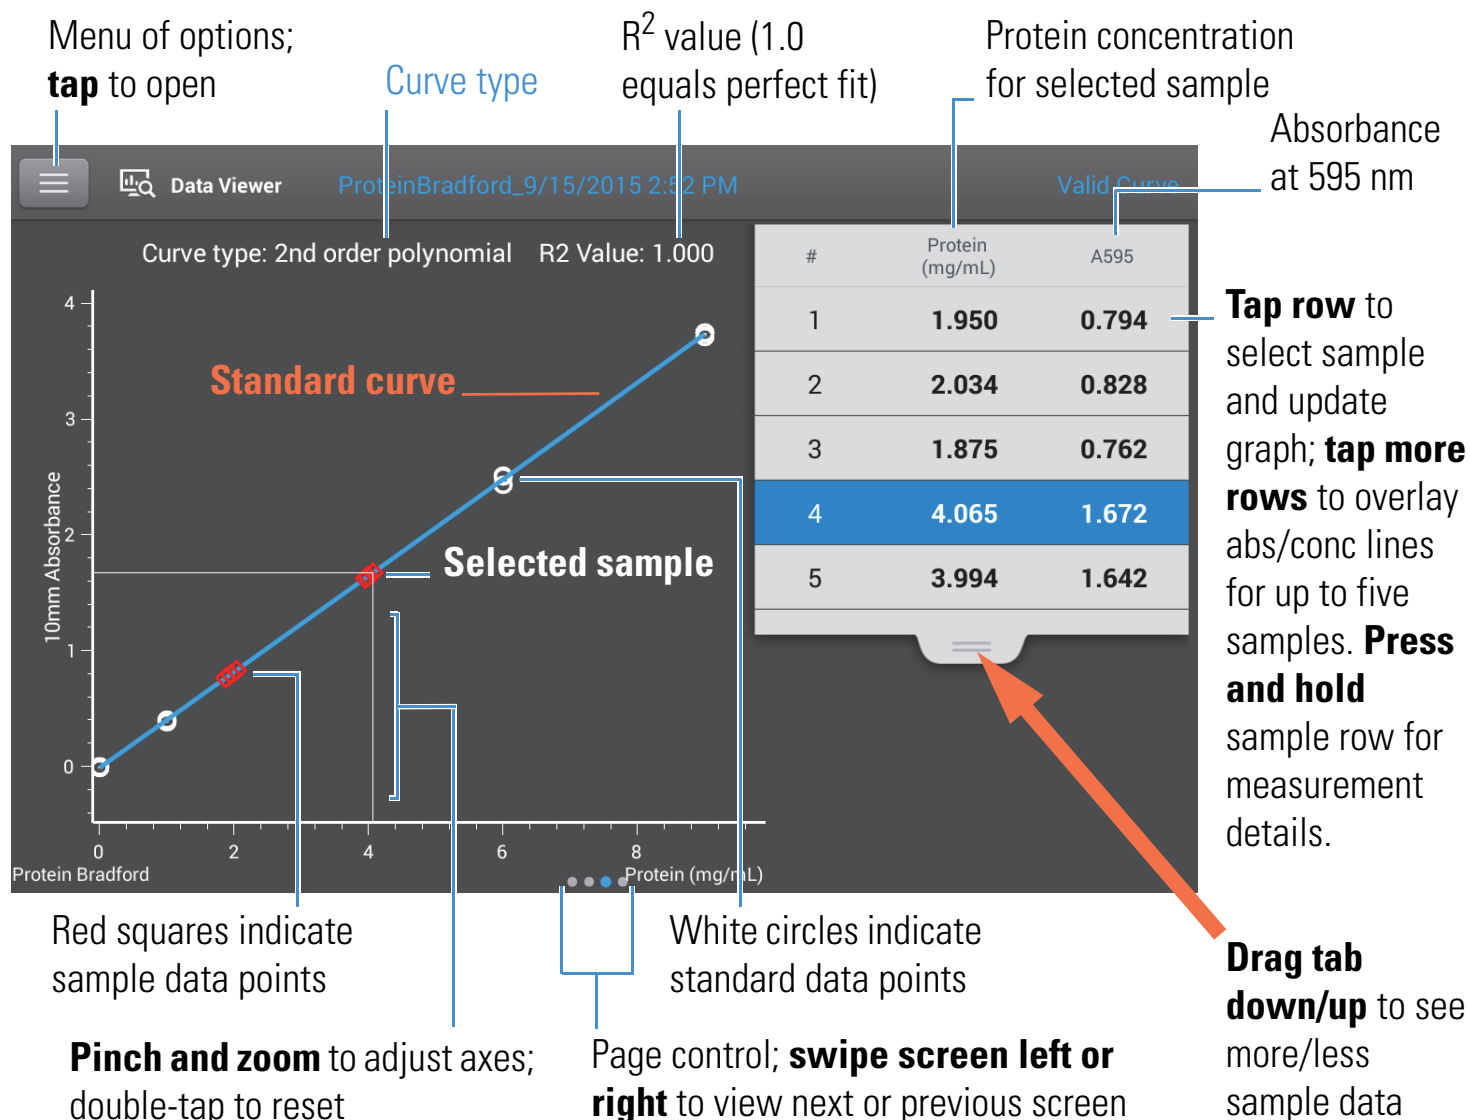 Menu of options;
tap to open
Curve type
R2 value (1.0
equals perfect fit)
Protein concentration
for selected sample
Absorbance
at 595 nm
Data Viewer
ProteinBradford_9/15/2015 2:52 PM
Valid Curve
Curve type: 2nd order polynomial R2 Value: 1.000
# Protein (mg/mL) A595
1 1.950 0.794
2 2.034 0.828
3 1.875 0.762
4 4.065 1.672
5 3.994 1.642
Standard curve
Selected sample
10mm Absorbance
4
3
2
1
0
0 2 4 6 8
Protein Bradford
Protein (mg/mL)
Tap row to
select sample
and update
graph; tap more
rows to overlay
abs/conc lines
for up to five
samples. Press
and hold
sample row for
measurement
details.
Red squares indicate
sample data points
White circles indicate
standard data points
Drag tab
down/up to see
more/less
sample data
Pinch and zoom to adjust axes;
double-tap to reset
Page control; swipe screen left or
right to view next or previous screen